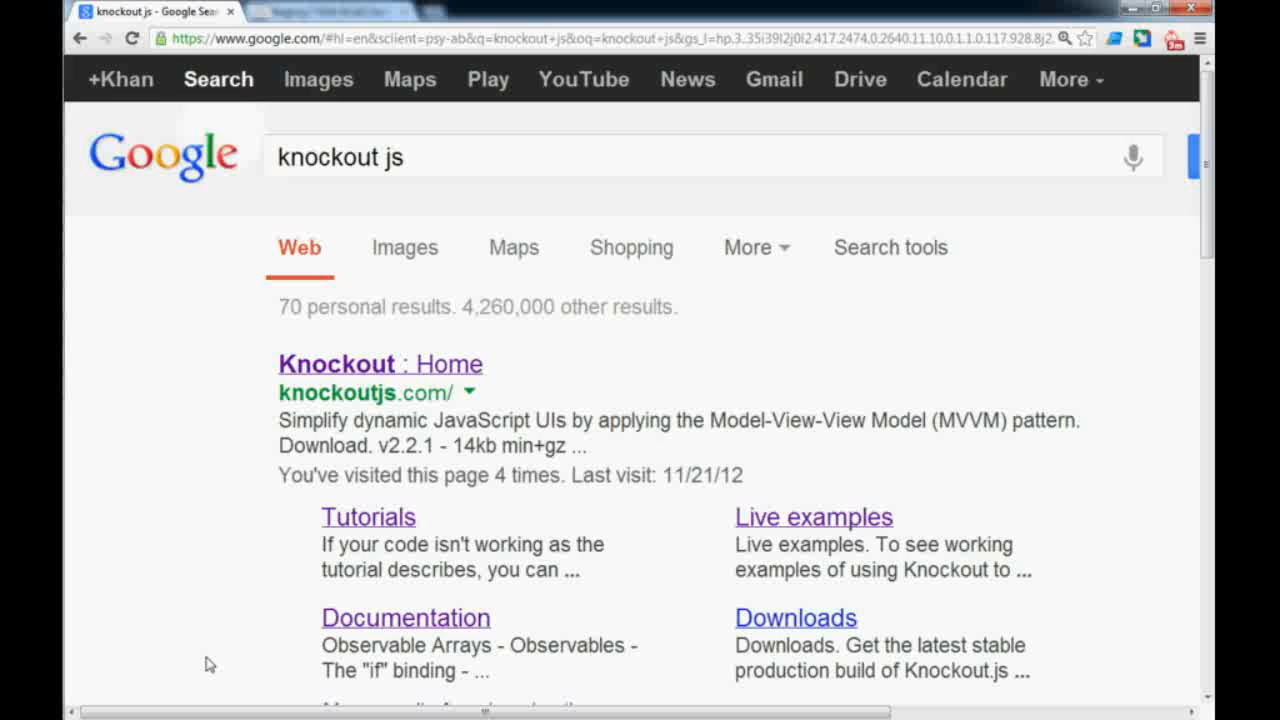 knockout js - Google Sea
https://www.google.com/#hl=en&sclient=psy-ab&q=knockout+js&oq=knockout+js&gs_l=hp.3..35i39l2j0l2.417.2474.0.2640.11.10.0.1.1.0.117.928.8j2.
3m
+Khan Search Images Maps Play YouTube News Gmail Drive Calendar More
Google
knockout js
Web Images Maps Shopping More Search tools
70 personal results. 4,260,000 other results.
Knockout : Home
knockoutjs.com/
Simplify dynamic JavaScript UIs by applying the Model-View-View Model (MVVM) pattern.
Download. v2.2.1 - 14kb min+gz ...
You've visited this page 4 times. Last visit: 11/21/12
Tutorials
If your code isn't working as the
tutorial describes, you can ...
Live examples
Live examples. To see working
examples of using Knockout to ...
Documentation
Observable Arrays - Observables -
The "if" binding - ...
Downloads
Downloads. Get the latest stable
production build of Knockout.js ...